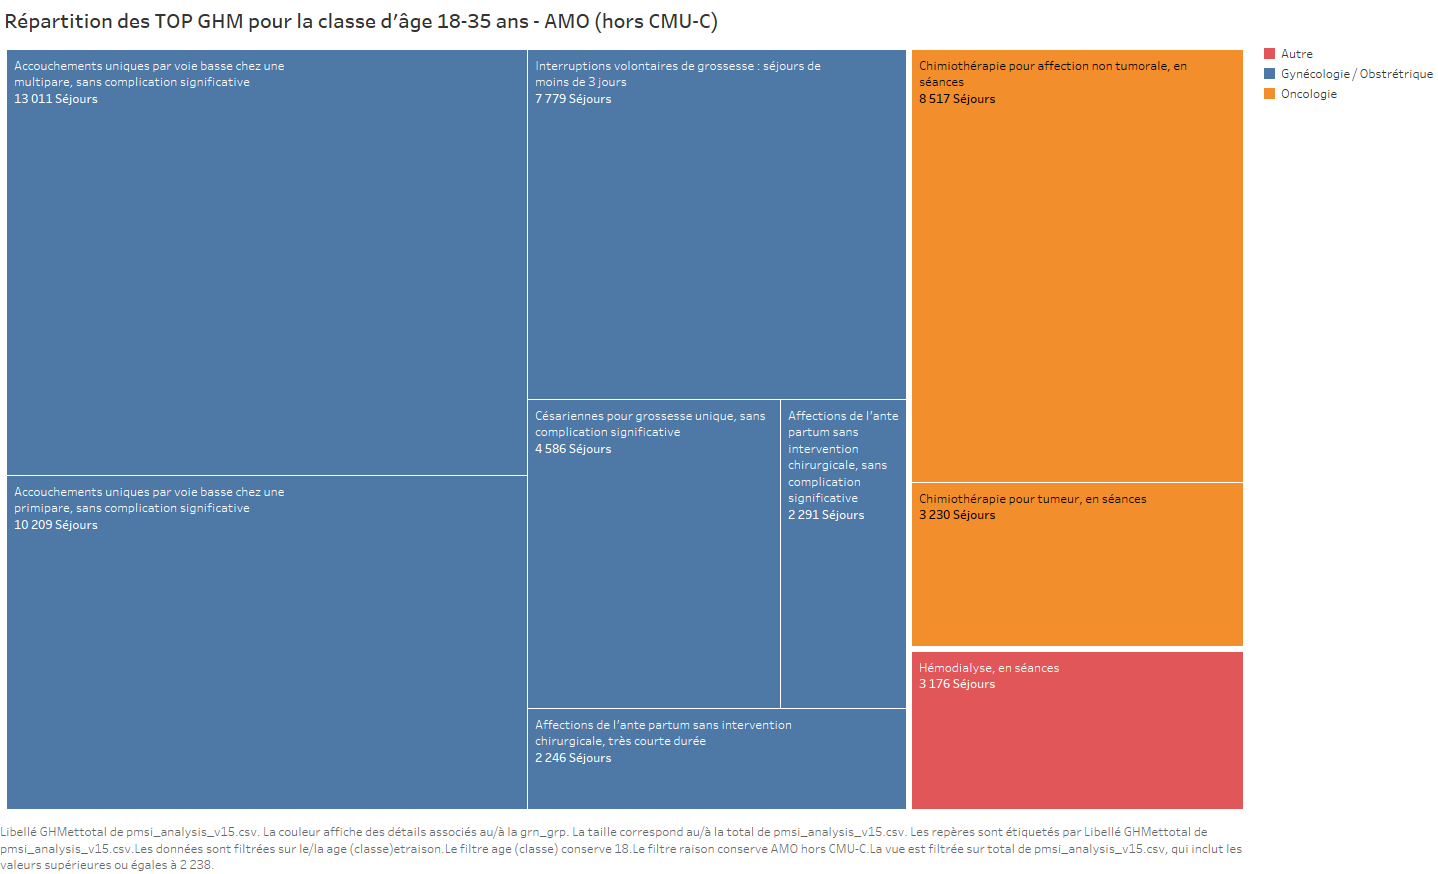 Répartition des TOP GHM pour la classe d’âge 18-35 ans - AMO (hors CMU-C)
Accouchements uniques par voie basse chez une
multipare, sans complication significative
13 011 Séjours
Accouchements uniques par voie basse chez une
primipare, sans complication significative
10 209 Séjours
Interruptions volontaires de grossesse : séjours de
moins de 3 jours
7 779 Séjours
Césariennes pour grossesse unique, sans
complication significative
4 586 Séjours
Affections de l’ante
partum sans
intervention
chirurgicale, sans
complication
significative
2 291 Séjours
Affections de l’ante partum sans intervention
chirurgicale, très courte durée
2 246 Séjours
Chimiothérapie pour affection non tumorale, en
séances
8 517 Séjours
Chimiothérapie pour tumeur, en séances
3 230 Séjours
Hémodialyse, en séances
3 176 Séjours
Autre
Gynécologie / Obstrétrique
Oncologie
Libellé GHMettotal de pmsi_analysis_v15.csv. La couleur affiche des détails associés au/à la grn_grp. La taille correspond au/à la total de pmsi_analysis_v15.csv. Les repères sont étiquetés par Libellé GHMettotal de
pmsi_analysis_v15.csv.Les données sont filtrées sur le/la age (classe)etraison.Le filtre age (classe) conserve 18.Le filtre raison conserve AMO hors CMU-C.La vue est filtrée sur total de pmsi_analysis_v15.csv, qui inclut les
valeurs supérieures ou égales à 2 238.